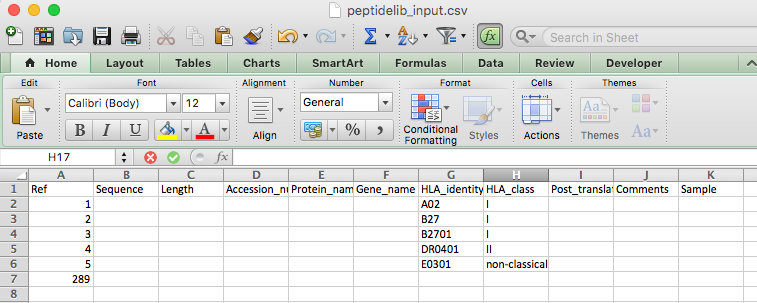 peptidelib_input.csv
Search in Sheet
Home Layout Tables Charts SmartArt Formulas Data Review Developer
Edit Font Alignment Number Format Cells Themes
Calibri (Body) 12 General
B I U A % , Aa
Paste Align Conditional Formatting Styles Actions Themes Aa
H17 fx
A B C D E F G H I J K
1 Ref Sequence Length Accession_nu Protein_nam Gene_name HLA_identity HLA_class Post_translat Comments Sample
2 1 A02 I
3 2 B27 I
4 3 B2701 I
5 4 DR0401 II
6 5 E0301 non-classical
7 289
8